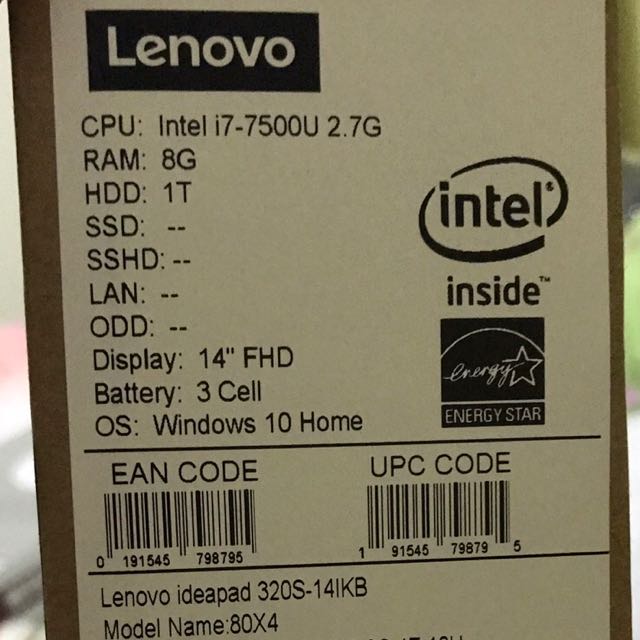 Lenovo
CPU: Intel i7-7500U 2.7G
RAM: 8G
HDD: 1T
SSD: --
SSHD: --
LAN: --
ODD: --
Display: 14" FHD
Battery: 3 Cell
OS: Windows 10 Home
intel®
inside™
energy
ENERGY STAR
EAN CODE
0 191545 798795
UPC CODE
1 91545 79879 5
Lenovo ideapad 320S-14IKB
Model Name:80X4